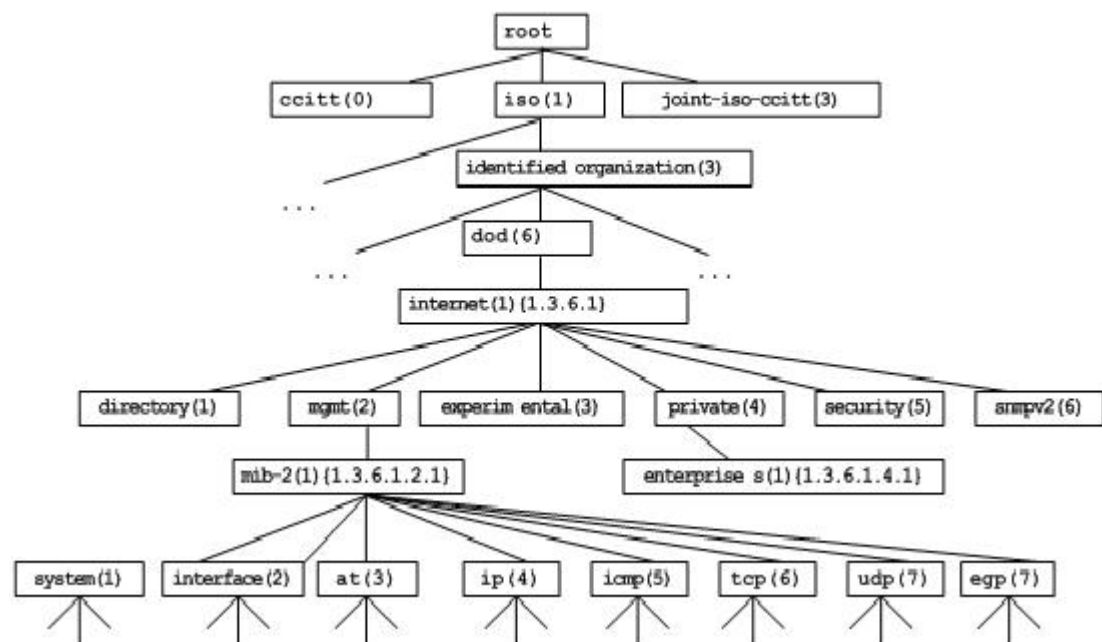 root
ccitt(0)
iso(1)
joint-iso-ccitt(3)
identified organization(3)
...
dod(6)
...
...
internet(1){1.3.6.1}
directory(1)
mgmt(2)
experim ental(3)
private(4)
security(5)
snmpv2(6)
mib-2(1){1.3.6.1.2.1}
enterprise s(1){1.3.6.1.4.1}
system(1)
interface(2)
at(3)
ip(4)
icmp(5)
tcp(6)
udp(7)
egp(7)